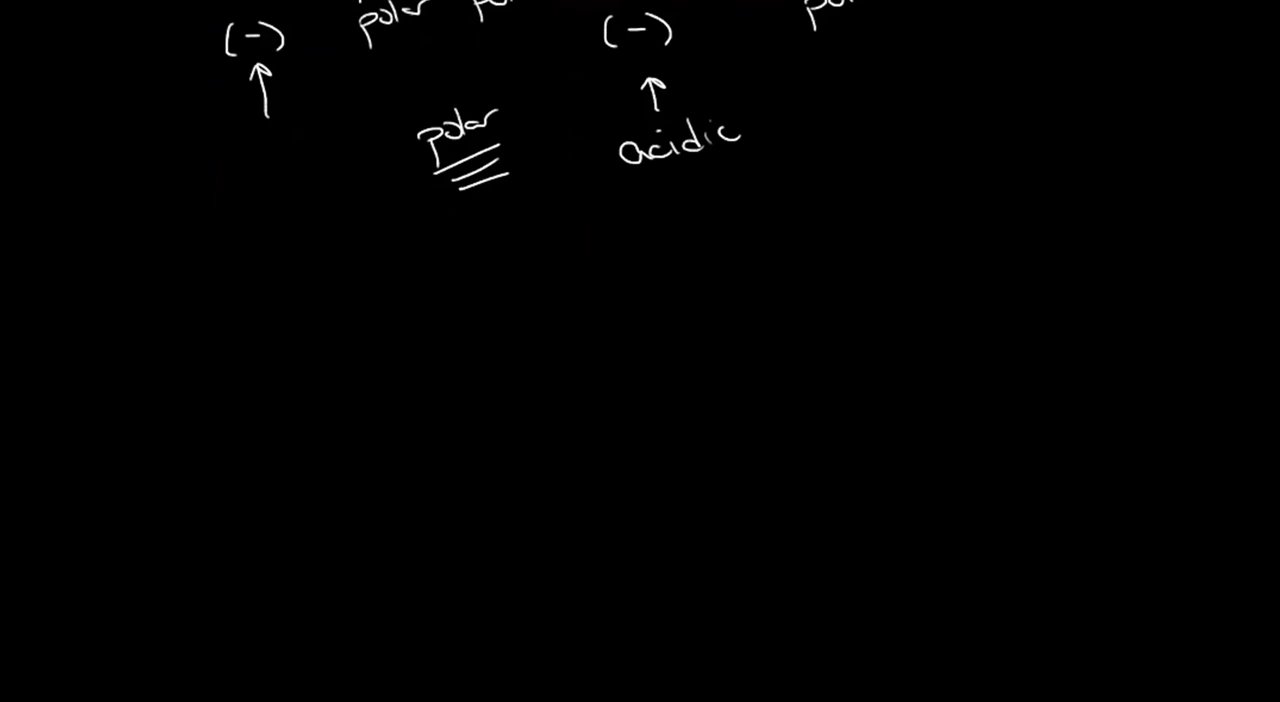 polar
(-) (-)
polar acidic